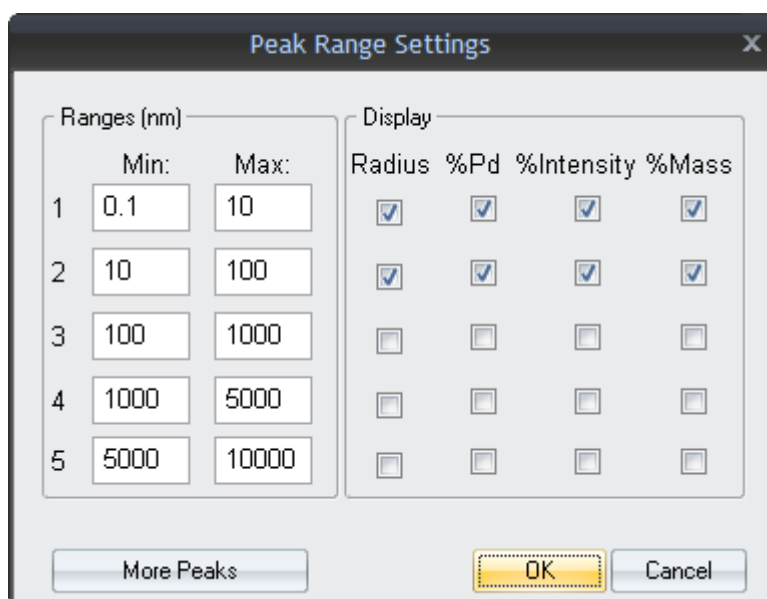 Peak Range Settings x
Ranges (nm) Display
Min: Max: Radius %Pd %Intensity %Mass
1 0.1 10
2 10 100
3 100 1000
4 1000 5000
5 5000 10000
More Peaks OK Cancel